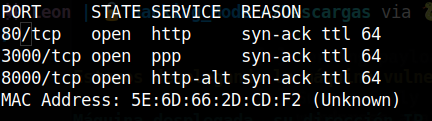 PORT STATE SERVICE REASON
80/tcp open http syn-ack ttl 64
3000/tcp open ppp syn-ack ttl 64
8000/tcp open http-alt syn-ack ttl 64
MAC Address: 5E:6D:66:2D:CD:F2 (Unknown)